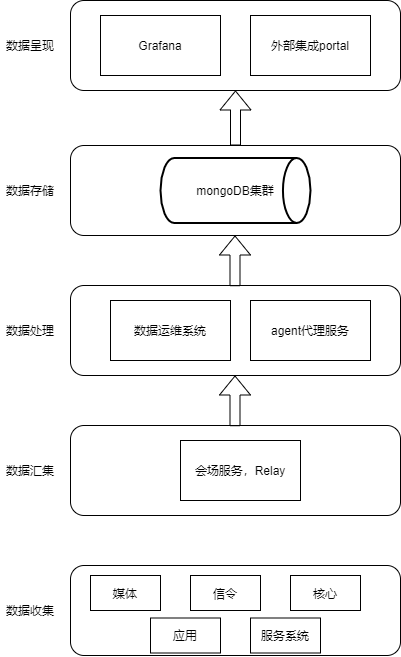 数据呈现
Grafana
外部集成portal
数据存储
mongoDB集群
数据处理
数据运维系统
agent代理服务
数据汇集
会场服务，Relay
数据收集
媒体
信令
核心
应用
服务系统